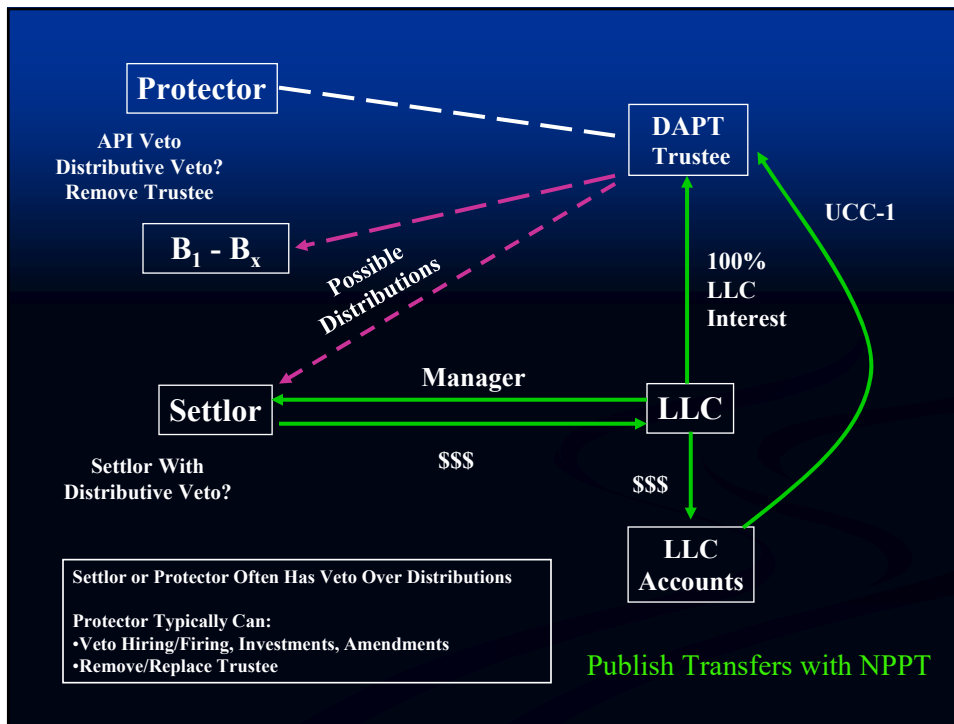 Protector
API Veto
Distributive Veto?
Remove Trustee
DAPT
Trustee
UCC-1
B₁ - Bₓ
Possible
Distributions
100%
LLC
Interest
Manager
Settlor
LLC
$$$
Settlor With
Distributive Veto?
$$$
LLC
Accounts
Settlor or Protector Often Has Veto Over Distributions
Protector Typically Can:
•Veto Hiring/Firing, Investments, Amendments
•Remove/Replace Trustee
Publish Transfers with NPPT